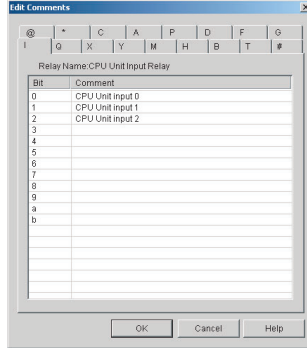 Edit Comments
@ * C A P D F G
I Q X Y M H B T #
Relay Name:CPU Unit Input Relay
Bit Comment
0 CPU Unit input 0
1 CPU Unit input 1
2 CPU Unit input 2
3
4
5
6
7
8
9
a
b
OK Cancel Help